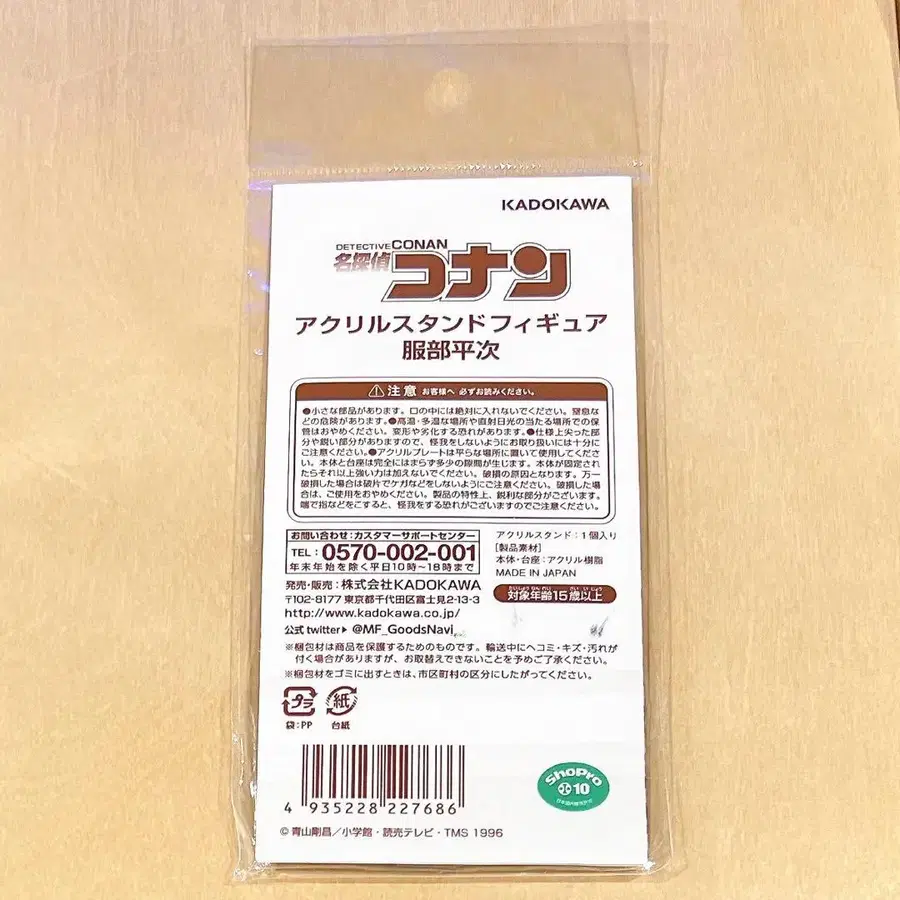 KADOKAWA
DETECTIVE CONAN
名探偵コナン
アクリルスタンドフィギュア
服部平次
注意 お客様へ 必ずお読みください。
●小さな部品があります。口の中には絶対に入れないでください。窒息な
どの危険があります。●高温・多湿な場所や直射日光の当たる場所での保
管はおやめください。変形や劣化する恐れがあります。●仕様上尖った部
分や鋭い部分がありますので、怪我をしないようにお取り扱いには十分に
ご注意ください。●アクリルプレートは平らな場所に置いて使用してくださ
い。本体と台座は完全にはまらず多少の隙間が生じます。本体が固定され
たらそれ以上強い力は加えないでください。破損の原因となります。万一
破損した場合は破片でケガなどをしないようにご注意ください。破損した場
合は、ご使用をおやめください。製品の特性上、鋭利な部分がございます。
端で指などをこすると、怪我をする恐れがございますのでご注意ください。
お問い合わせ:カスタマーサポートセンター
TEL:0570-002-001
年末年始を除く平日10時〜18時まで
発売・販売:株式会社KADOKAWA
〒102-8177 東京都千代田区富士見2-13-3
http://www.kadokawa.co.jp/
公式 twitter▶ @MF_GoodsNavi
アクリルスタンド:1個入り
[製品素材]
本体・台座:アクリル樹脂
MADE IN JAPAN
対象年齢15歳以上
※梱包材は商品を保護するためのものです。輸送中にヘコミ・キズ・汚れが
付く場合がありますが、お取替えできないことを予めご了承ください。
※梱包材をゴミに出すときは、市区町村の区分にしたがってください。
プラ
袋:PP
紙
台紙
4 935228 227686
ShoPro
10
©青山剛昌/小学館・読売テレビ・TMS 1996